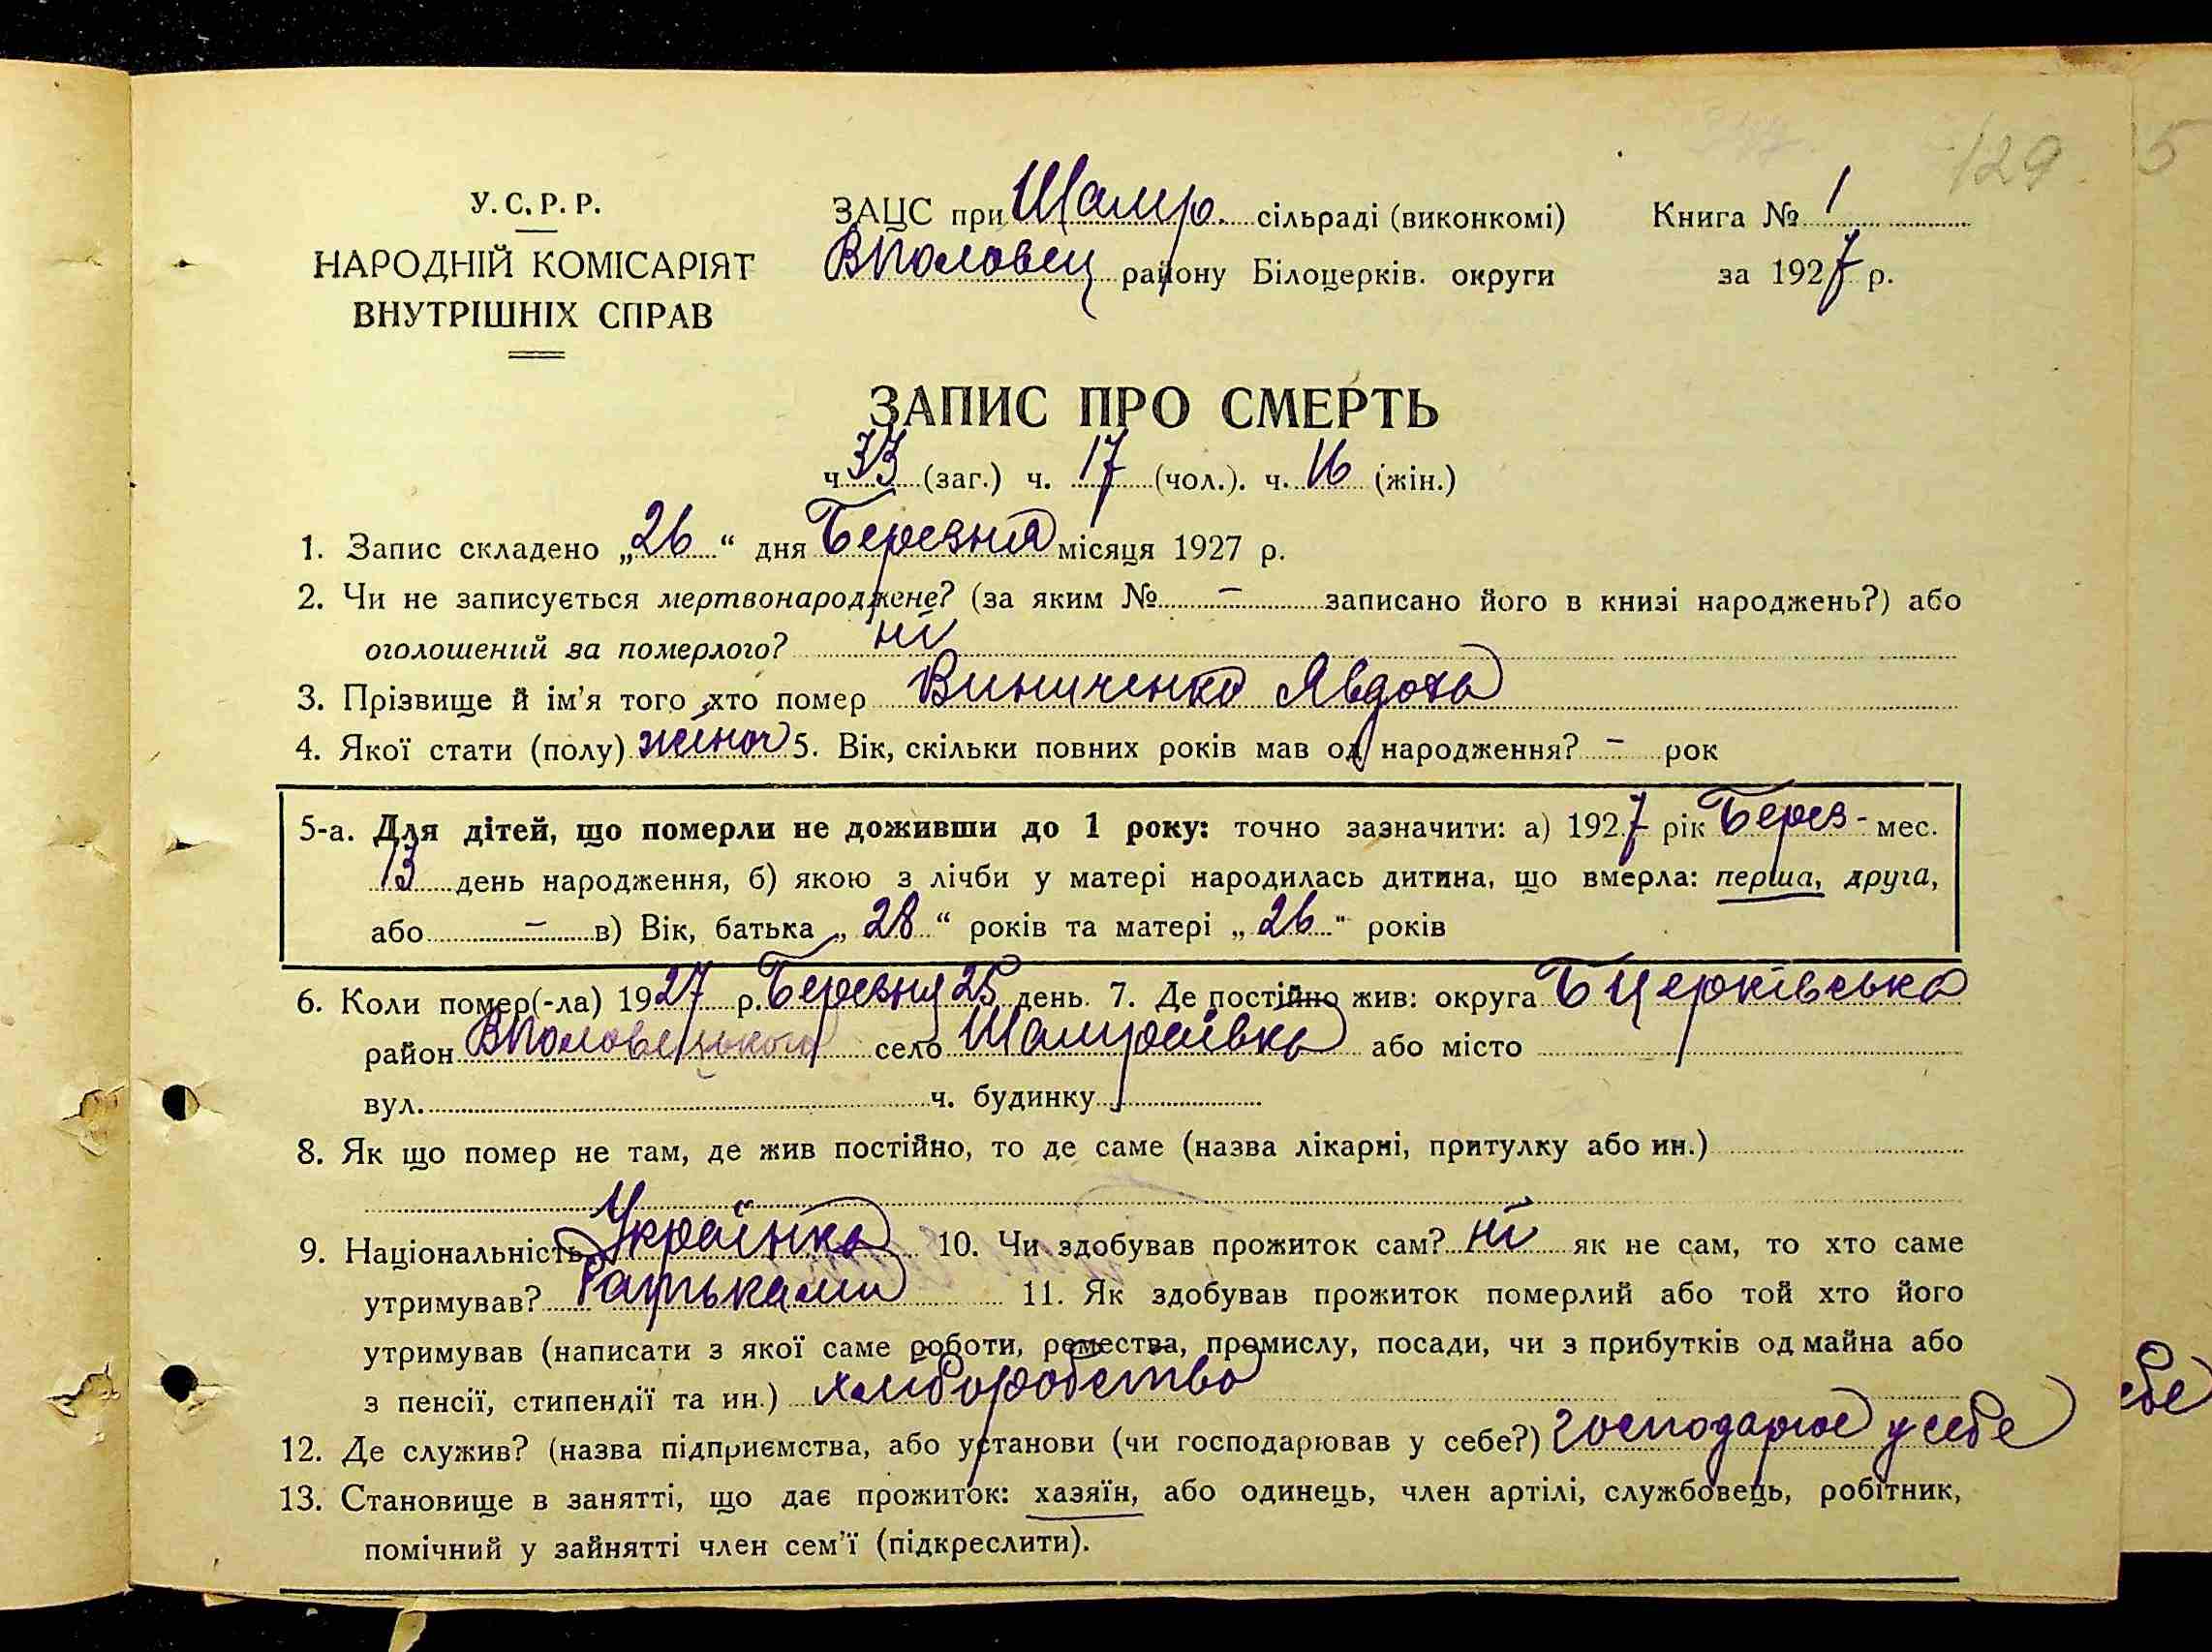 129. 5
У.С.Р.Р.
НАРОДНІЙ КОМІСАРІЯТ
ВНУТРІШНІХ СПРАВ
ЗАЦС при Шамр. сільраді (виконкомі)
ВПоловец району Білоцерків. округи
Книга № 1
за 1927 р.
ЗАПИС ПРО СМЕРТЬ
ч 33 (заг.) ч. 17 (чол.). ч. 16 (жін.)
1. Запис складено „26“ дня Березня місяця 1927 р.
2. Чи не записується мертвонароджене? (за яким № – записано його в книзі народжень?) або
оголошений за померлого? ні
3. Прізвище й ім'я того хто помер Виниченко Явдоха
4. Якої стати (полу) жіноч 5. Вік, скільки повних років мав од народження? – рок
5-а. Для дітей, що померли не доживши до 1 року: точно зазначити: а) 1927 рік Берез- мес.
13 день народження, б) якою з лічби у матері народилась дитина, що вмерла: перша, друга,
або – в) Вік, батька „28“ років та матері „26“ років
6. Коли помер(-ла) 1927 р. Березня 25 день. 7. Де постійно жив: округа БЦерківська
район ВПоловецького село Шамраївка або місто
вул. ч. будинку
8. Як що помер не там, де жив постійно, то де саме (назва лікарні, притулку або ин.)
9. Національність Українка 10. Чи здобував прожиток сам? ні як не сам, то хто саме
утримував? Батьками 11. Як здобував прожиток померлий або той хто його
утримував (написати з якої саме роботи, ремества, промислу, посади, чи з прибутків од майна або
з пенсії, стипендії та ин.) хліборобство
12. Де служив? (назва підприємства, або установи (чи господарював у себе?) господарює у себе
13. Становище в занятті, що дає прожиток: хазяїн, або одинець, член артілі, службовець, робітник,
помічний у зайнятті член сем'ї (підкреслити).